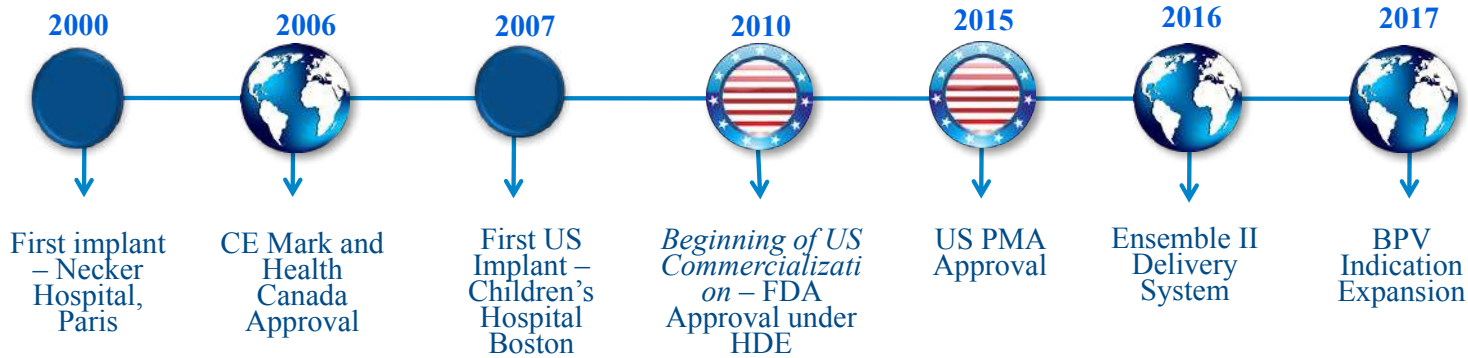 2000
2006
2007
2010
2015
2016
2017
First implant
– Necker
Hospital,
Paris
CE Mark and
Health
Canada
Approval
First US
Implant –
Children’s
Hospital
Boston
Beginning of US
Commercializati
on – FDA
Approval under
HDE
US PMA
Approval
Ensemble II
Delivery
System
BPV
Indication
Expansion